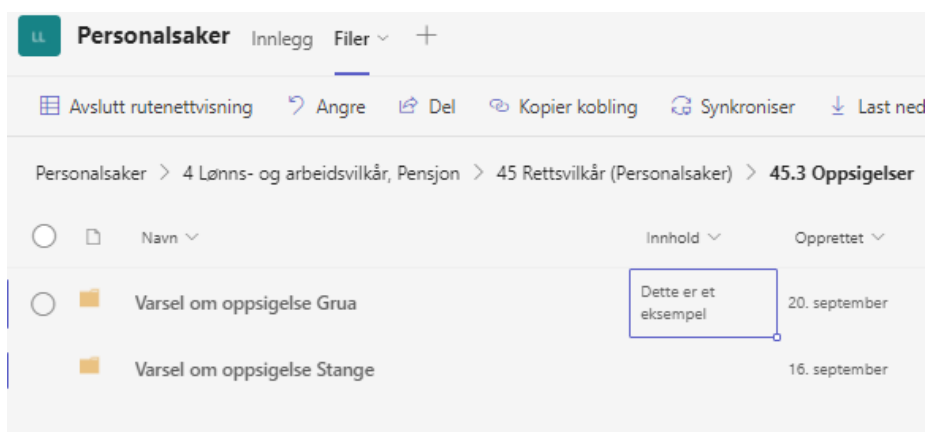 LL Personalsaker Innlegg Filer
Avslutt rutenettvisning Angre Del Kopier kobling Synkroniser Last ned
Personalsaker > 4 Lønns- og arbeidsvilkår, Pensjon > 45 Rettsvilkår (Personalsaker) > 45.3 Oppsigelser
Navn Innhold Opprettet
Varsel om oppsigelse Grua Dette er et eksempel 20. september
Varsel om oppsigelse Stange 16. september